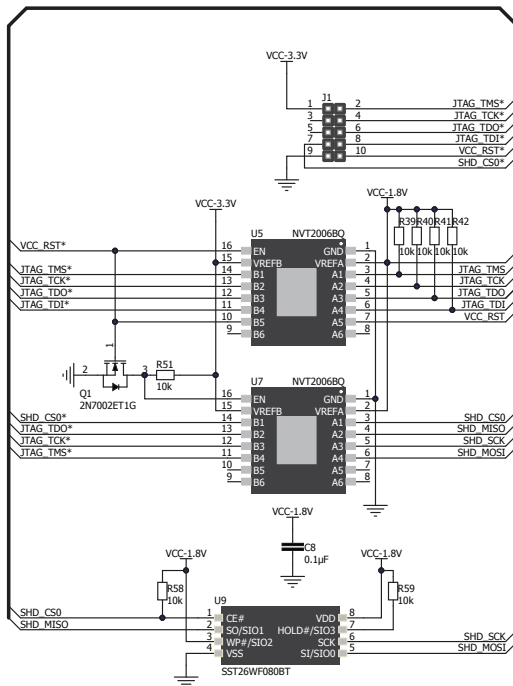 VCC-3.3V
J1
1 2 JTAG_TMS*
3 4 JTAG_TCK*
5 6 JTAG_TDO*
7 8 JTAG_TDI*
9 10 VCC_RST*
SHD_CS0*
VCC-3.3V
VCC-1.8V
U5 NVT2006BQ
R39 R40 R41 R42
10k 10k 10k 10k
VCC_RST* 16 EN GND 1
15 VREFB VREFA 2
JTAG_TMS* 14 B1 A1 3 JTAG_TMS
JTAG_TCK* 13 B2 A2 4 JTAG_TCK
JTAG_TDO* 12 B3 A3 5 JTAG_TDO
JTAG_TDI* 11 B4 A4 6 JTAG_TDI
10 B5 A5 7 VCC_RST
9 B6 A6 8
1
2 3 R51
10k
Q1
2N7002ET1G
U7 NVT2006BQ
16 EN GND 1
15 VREFB VREFA 2
SHD_CS0* 14 B1 A1 3 SHD_CS0
JTAG_TDO* 13 B2 A2 4 SHD_MISO
JTAG_TCK* 12 B3 A3 5 SHD_SCK
JTAG_TMS* 11 B4 A4 6 SHD_MOSI
10 B5 A5 7
9 B6 A6 8
VCC-1.8V
C8
0.1µF
VCC-1.8V
VCC-1.8V
R58
10k
R59
10k
U9
SHD_CS0 1 CE# VDD 8
SHD_MISO 2 SO/SIO1 HOLD#/SIO3 7
3 WP#/SIO2 SCK 6 SHD_SCK
4 VSS SI/SIO0 5 SHD_MOSI
SST26WF080BT